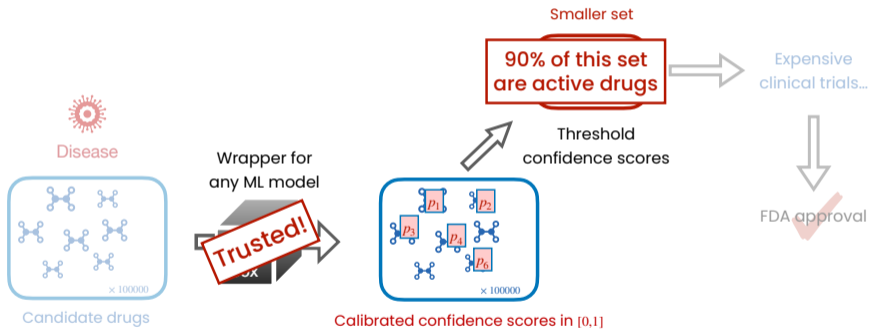 Smaller set
90% of this set
are active drugs
Expensive
clinical trials...
Disease
Wrapper for
any ML model
Threshold
confidence scores
p1
p2
p3
p4
p6
Trusted!
FDA approval
× 100000
× 100000
Candidate drugs
Calibrated confidence scores in [0,1]